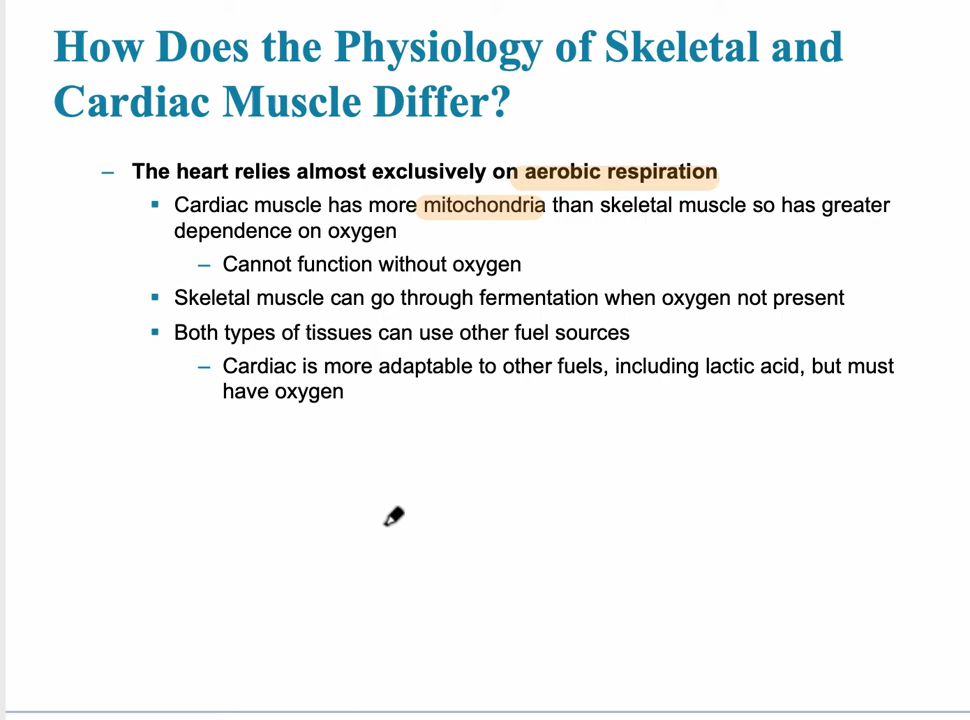 How Does the Physiology of Skeletal and
Cardiac Muscle Differ?
– The heart relies almost exclusively on aerobic respiration
▪ Cardiac muscle has more mitochondria than skeletal muscle so has greater
dependence on oxygen
– Cannot function without oxygen
▪ Skeletal muscle can go through fermentation when oxygen not present
▪ Both types of tissues can use other fuel sources
– Cardiac is more adaptable to other fuels, including lactic acid, but must
have oxygen